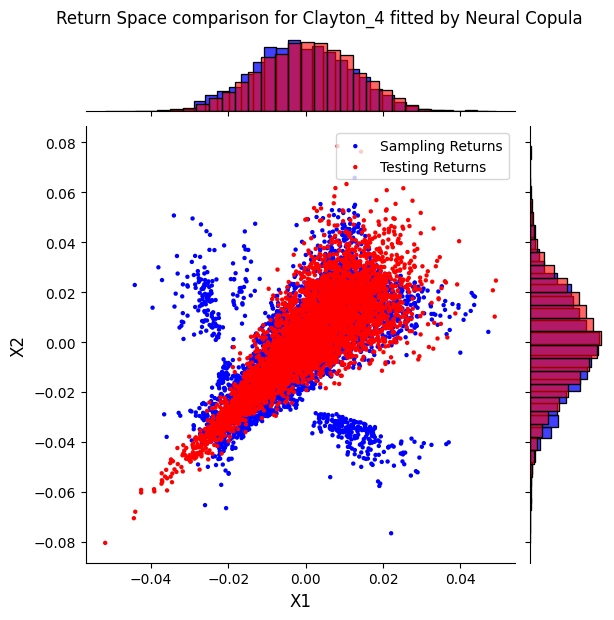 Return Space comparison for Clayton_4 fitted by Neural Copula
Sampling Returns
Testing Returns
0.08
0.06
0.04
0.02
0.00
−0.02
−0.04
−0.06
−0.08
X2
−0.04
−0.02
0.00
0.02
0.04
X1